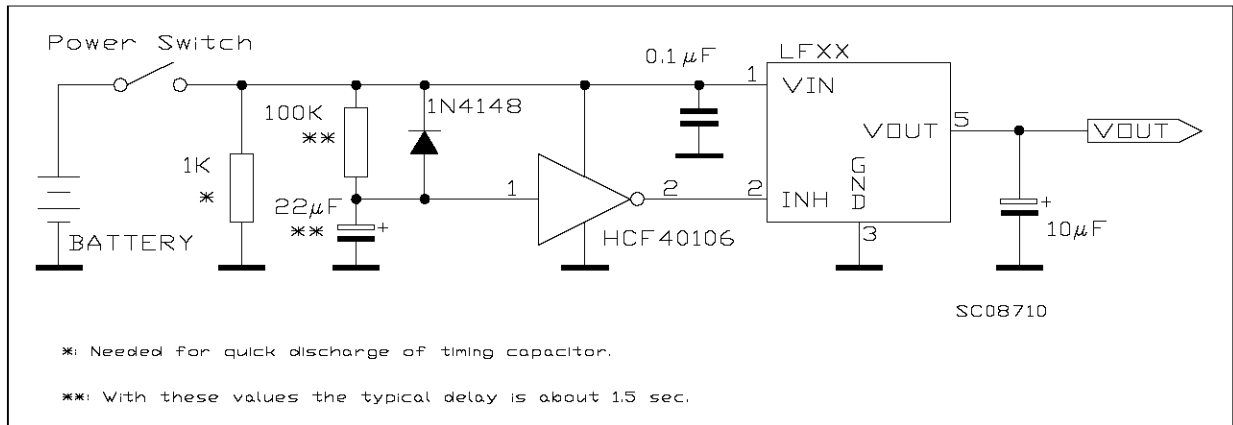 Power Switch
1K
*
BATTERY
100K
**
22μF
**
+
1N4148
1
2
HCF40106
0.1μF
LFXX
1
VIN
2
INH
GND
3
VOUT
5
VOUT
+
10μF
SC08710
*: Needed for quick discharge of timing capacitor.
**: With these values the typical delay is about 1.5 sec.